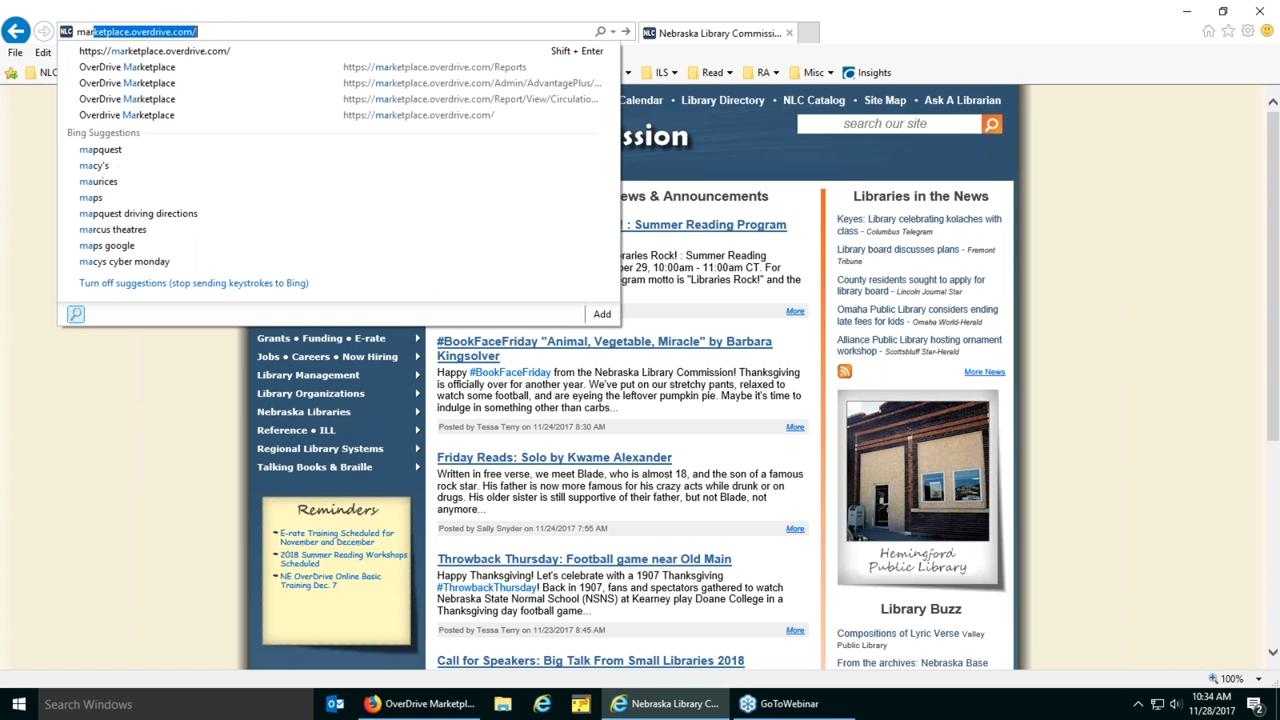 NLC marketplace.overdrive.com/
NLC Nebraska Library Commissi...
File Edit
https://marketplace.overdrive.com/ Shift + Enter
OverDrive Marketplace https://marketplace.overdrive.com/Reports
OverDrive Marketplace https://marketplace.overdrive.com/Admin/AdvantagePlus/...
OverDrive Marketplace https://marketplace.overdrive.com/Report/View/Circulatio...
Overdrive Marketplace https://marketplace.overdrive.com/
Bing Suggestions
mapquest
macy's
maurices
maps
mapquest driving directions
marcus theatres
maps google
macys cyber monday
Turn off suggestions (stop sending keystrokes to Bing)
Add
NLC
ILS Read RA Misc Insights
Calendar • Library Directory • NLC Catalog • Site Map • Ask A Librarian
ssion
search our site
Grants • Funding • E-rate
Jobs • Careers • Now Hiring
Library Management
Library Organizations
Nebraska Libraries
Reference • ILL
Regional Library Systems
Talking Books & Braille
Reminders
E-rate Training Scheduled for
November and December
2018 Summer Reading Workshops
Scheduled
NE OverDrive Online Basic
Training Dec. 7
ews & Announcements
! : Summer Reading Program
braries Rock! : Summer Reading
ber 29, 10:00am - 11:00am CT. For
gram motto is "Libraries Rock!" and the
More
#BookFaceFriday "Animal, Vegetable, Miracle" by Barbara
Kingsolver
Happy #BookFaceFriday from the Nebraska Library Commission! Thanksgiving
is officially over for another year. We've put on our stretchy pants, relaxed to
watch some football, and are eyeing the leftover pumpkin pie. Maybe it's time to
indulge in something other than carbs...
Posted by Tessa Terry on 11/24/2017 8:30 AM More
Friday Reads: Solo by Kwame Alexander
Written in free verse, we meet Blade, who is almost 18, and the son of a famous
rock star. His father is now more famous for his crazy acts while drunk or on
drugs. His older sister is still supportive of their father, but not Blade, not
anymore...
Posted by Sally Snyder on 11/24/2017 7:55 AM More
Throwback Thursday: Football game near Old Main
Happy Thanksgiving! Let's celebrate with a 1907 Thanksgiving
#ThrowbackThursday! Back in 1907, fans and spectators gathered to watch
Nebraska State Normal School (NSNS) at Kearney play Doane College in a
Thanksgiving day football game...
Posted by Tessa Terry on 11/23/2017 8:45 AM More
Call for Speakers: Big Talk From Small Libraries 2018
Libraries in the News
Keyes: Library celebrating kolaches with
class - Columbus Telegram
Library board discusses plans - Fremont
Tribune
County residents sought to apply for
library board - Lincoln Journal Star
Omaha Public Library considers ending
late fees for kids - Omaha World-Herald
Alliance Public Library hosting ornament
workshop - Scottsbluff Star-Herald
More News
Hemingford
Public Library
Library Buzz
Compositions of Lyric Verse Valley
Public Library
From the archives: Nebraska Base
100%
Search Windows
OverDrive Marketpl...
Nebraska Library C...
GoToWebinar
10:34 AM
11/28/2017
2